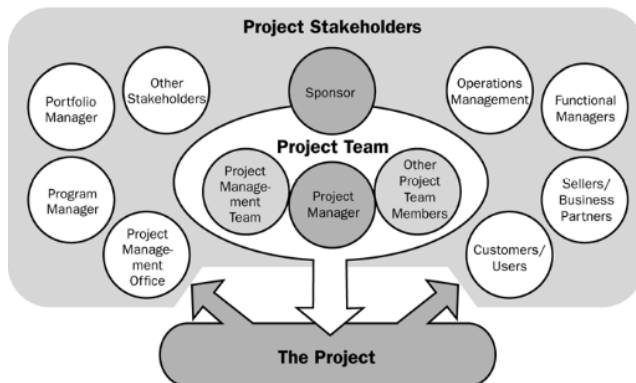 Project Stakeholders
Portfolio
Manager
Other
Stakeholders
Sponsor
Operations
Management
Functional
Managers
Project Team
Program
Manager
Project
Manage-
ment
Team
Project
Manager
Other
Project
Team
Members
Sellers/
Business
Partners
Project
Manage-
ment
Office
Customers/
Users
The Project